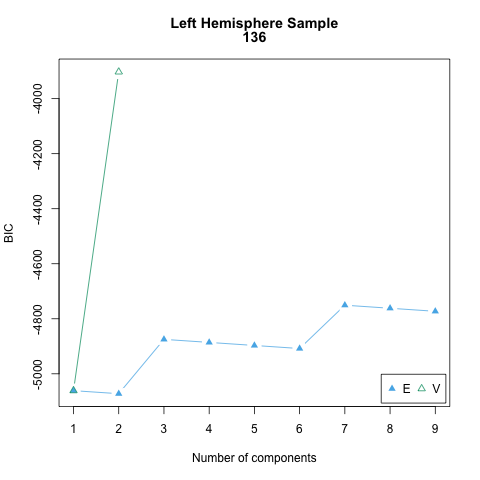 Left Hemisphere Sample
136
BIC
-4000
-4200
-4400
-4600
-4800
-5000
E V
1 2 3 4 5 6 7 8 9
Number of components